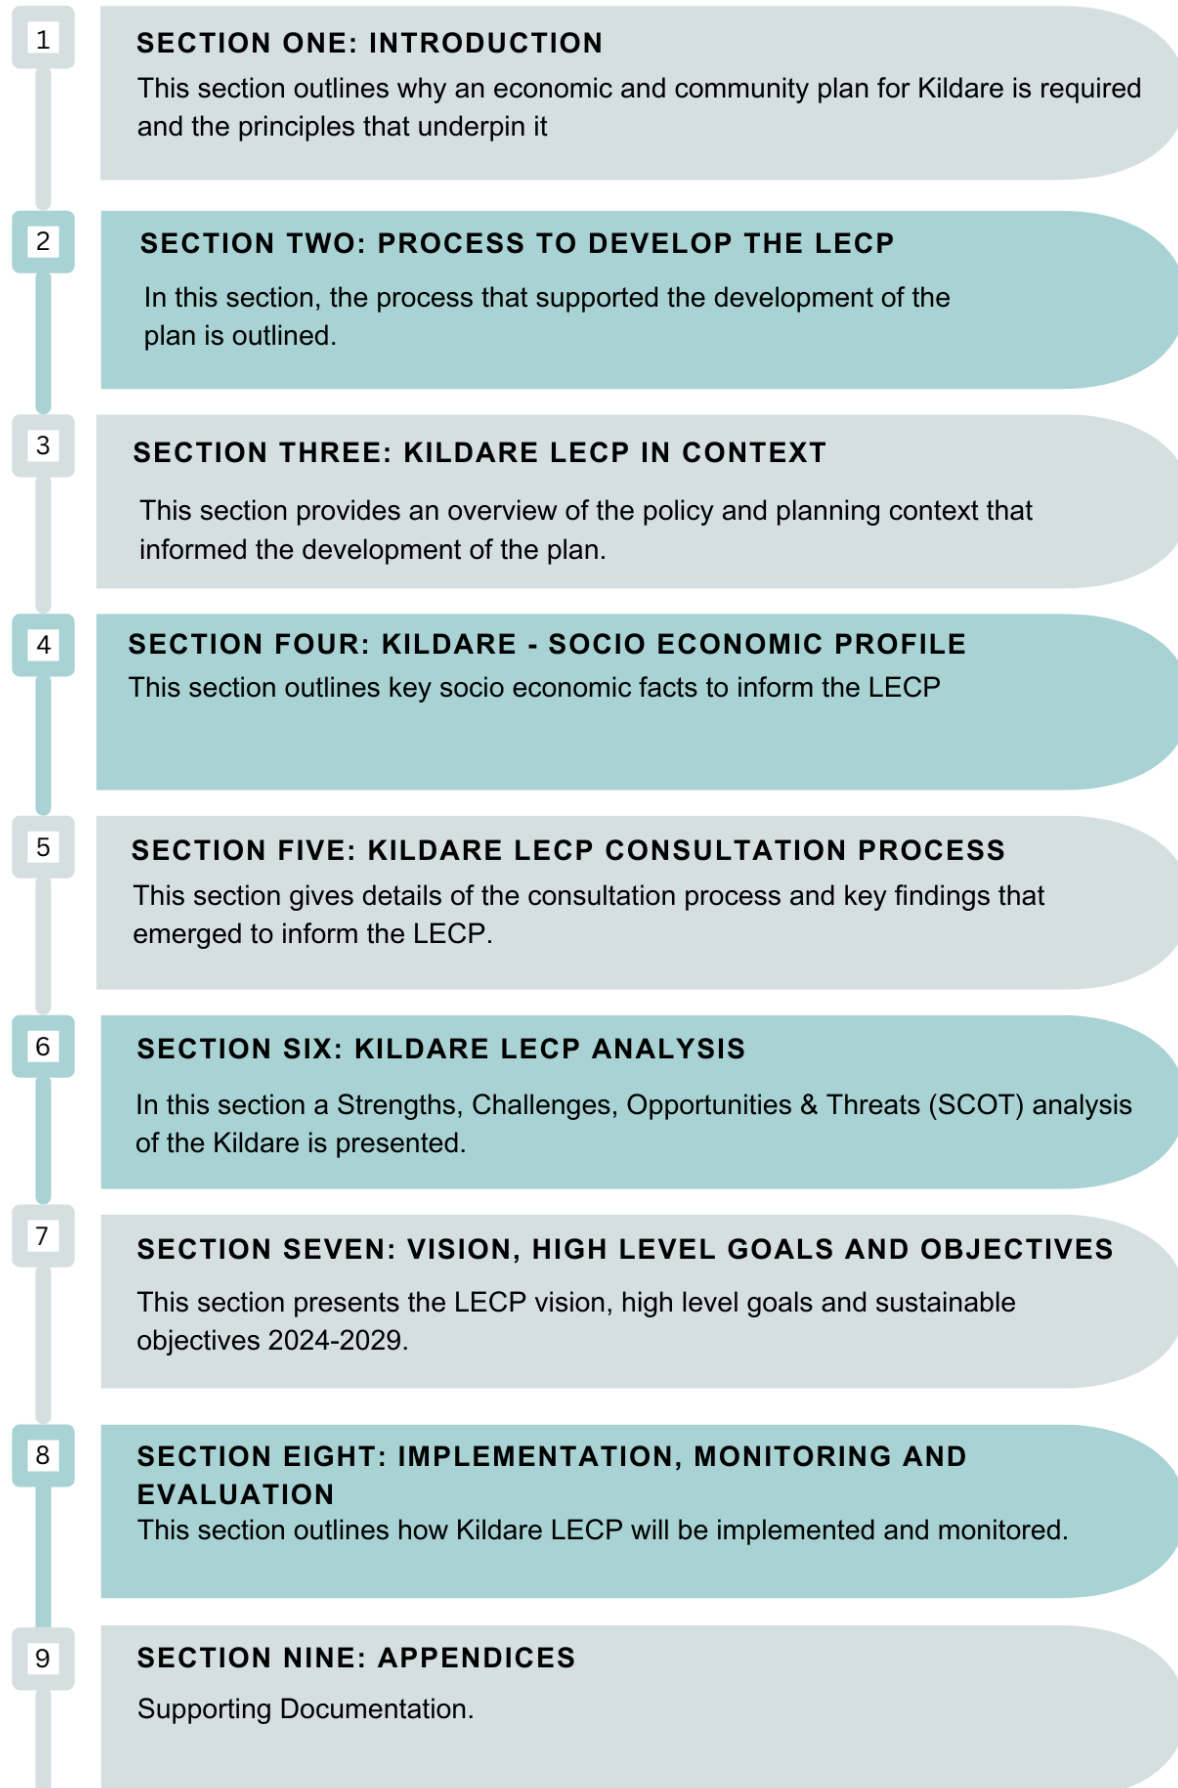 1
SECTION ONE: INTRODUCTION
This section outlines why an economic and community plan for Kildare is required
and the principles that underpin it
2
SECTION TWO: PROCESS TO DEVELOP THE LECP
In this section, the process that supported the development of the
plan is outlined.
3
SECTION THREE: KILDARE LECP IN CONTEXT
This section provides an overview of the policy and planning context that
informed the development of the plan.
4
SECTION FOUR: KILDARE - SOCIO ECONOMIC PROFILE
This section outlines key socio economic facts to inform the LECP
5
SECTION FIVE: KILDARE LECP CONSULTATION PROCESS
This section gives details of the consultation process and key findings that
emerged to inform the LECP.
6
SECTION SIX: KILDARE LECP ANALYSIS
In this section a Strengths, Challenges, Opportunities & Threats (SCOT) analysis
of the Kildare is presented.
7
SECTION SEVEN: VISION, HIGH LEVEL GOALS AND OBJECTIVES
This section presents the LECP vision, high level goals and sustainable
objectives 2024-2029.
8
SECTION EIGHT: IMPLEMENTATION, MONITORING AND
EVALUATION
This section outlines how Kildare LECP will be implemented and monitored.
9
SECTION NINE: APPENDICES
Supporting Documentation.